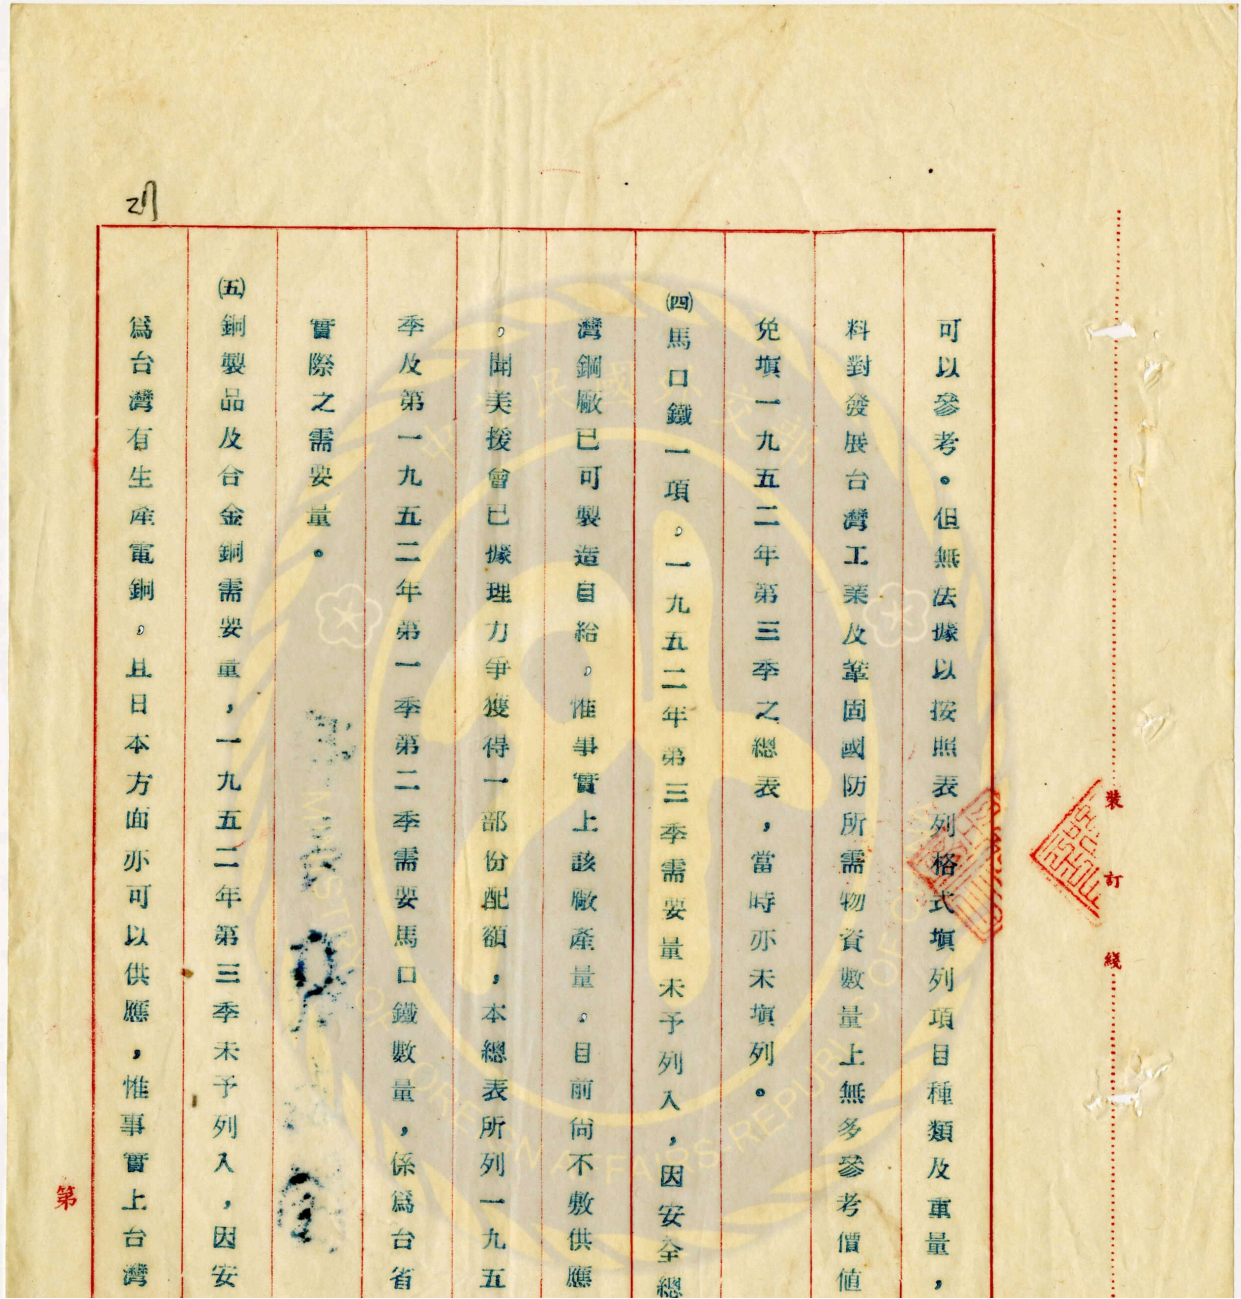 可以參考。但無法據以按照表列格式填列項目種類及重量,
料對發展台灣工業及鞏固國防所需物資數量上無多參考價值
免填一九五二年第三季之總表,當時亦未填列。
㈣馬口鐵一項,一九五二年第三季需要量未予列入,因安全總
灣鋼廠已可製造自給,惟事實上該廠產量,目前尚不敷供應
,聞美援會已據理力爭獲得一部份配額,本總表所列一九五
季及第一九五二年第一季第二季需要馬口鐵數量,係爲台省
實際之需要量。
㈤銅製品及合金銅需要量,一九五二年第三季未予列入,因安
爲台灣有生產電銅,且日本方面亦可以供應,惟事實上台灣
裝訂綫
第